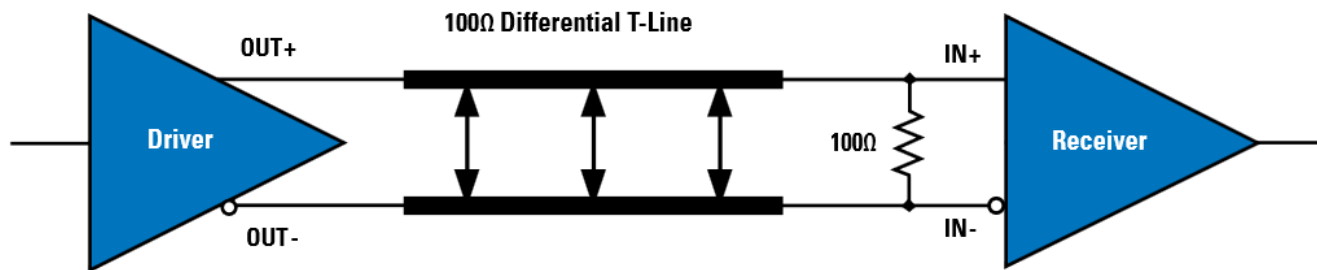 100Ω Differential T-Line
OUT+
IN+
Driver
100Ω
Receiver
OUT-
IN-